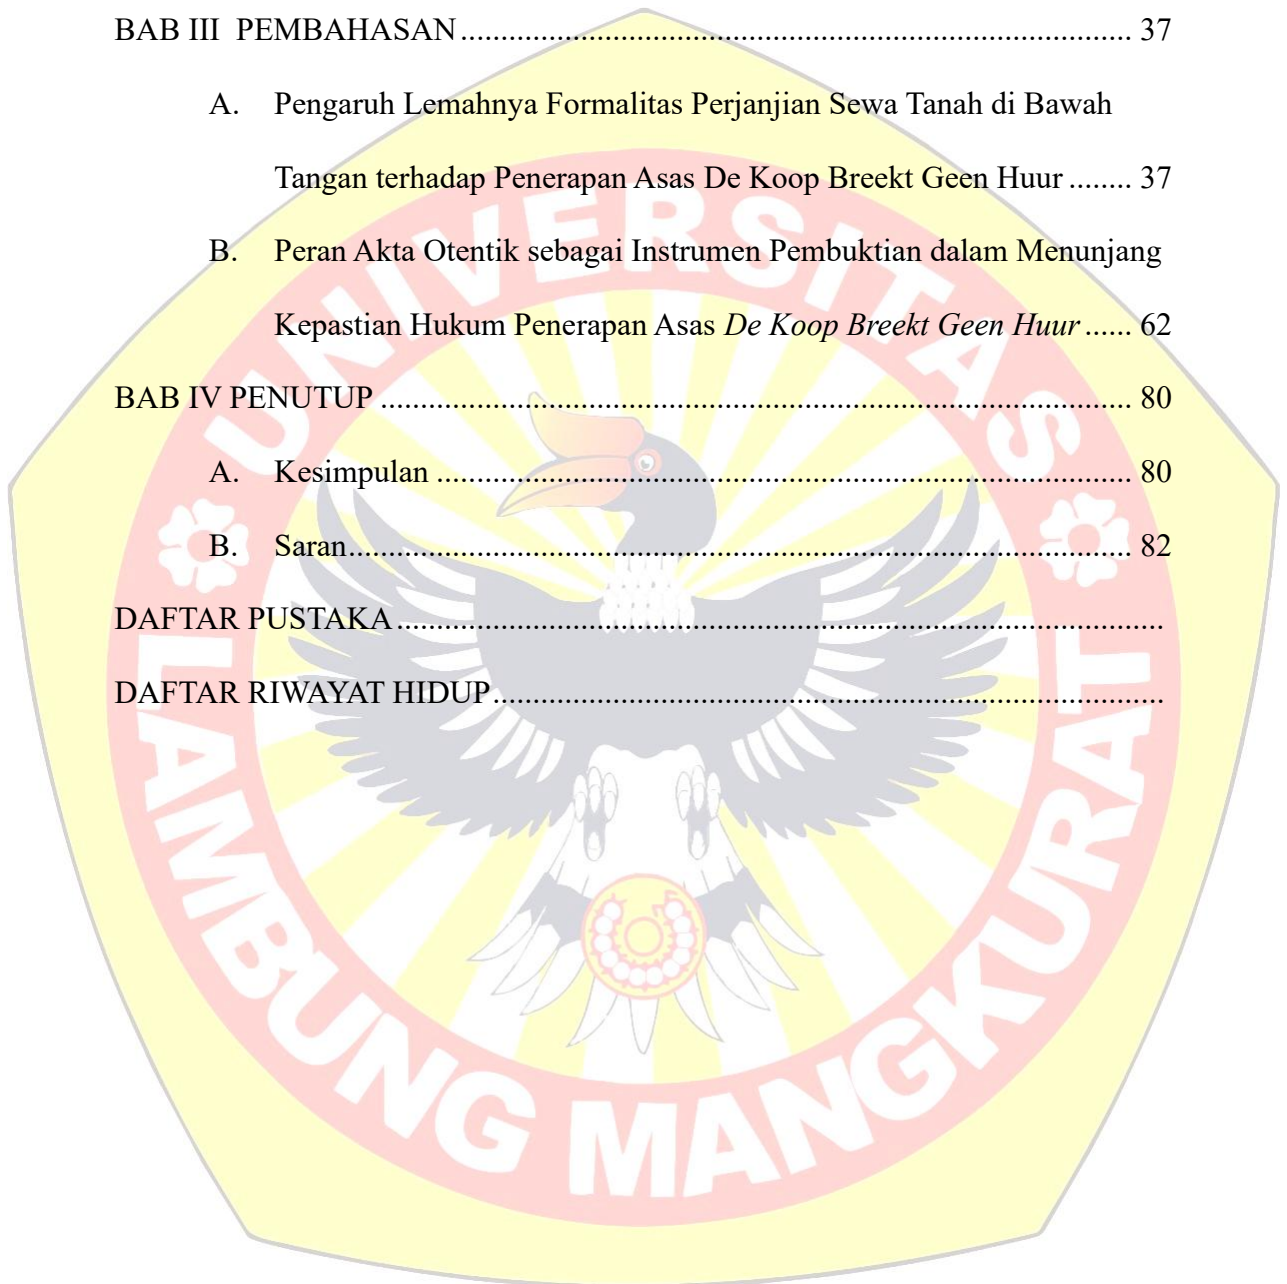 BAB III PEMBAHASAN.................................................................................... 37
A. Pengaruh Lemahnya Formalitas Perjanjian Sewa Tanah di Bawah
Tangan terhadap Penerapan Asas De Koop Breekt Geen Huur ........ 37
B. Peran Akta Otentik sebagai Instrumen Pembuktian dalam Menunjang
Kepastian Hukum Penerapan Asas De Koop Breekt Geen Huur ...... 62
BAB IV PENUTUP .............................................................................................. 80
A. Kesimpulan ....................................................................................... 80
B. Saran.................................................................................................. 82
DAFTAR PUSTAKA................................................................................................
DAFTAR RIWAYAT HIDUP....................................................................................
UNIVERSITAS
LAMBUNG MANGKURAT